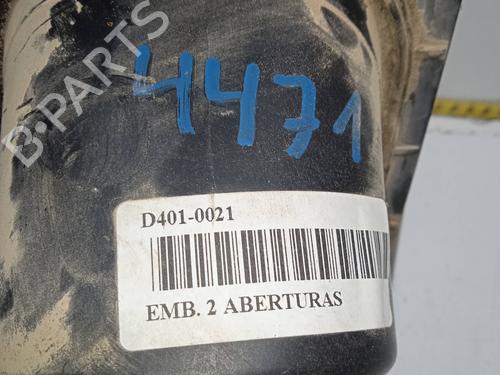 B-PARTS
4471
D401-0021
EMB. 2 ABERTURAS